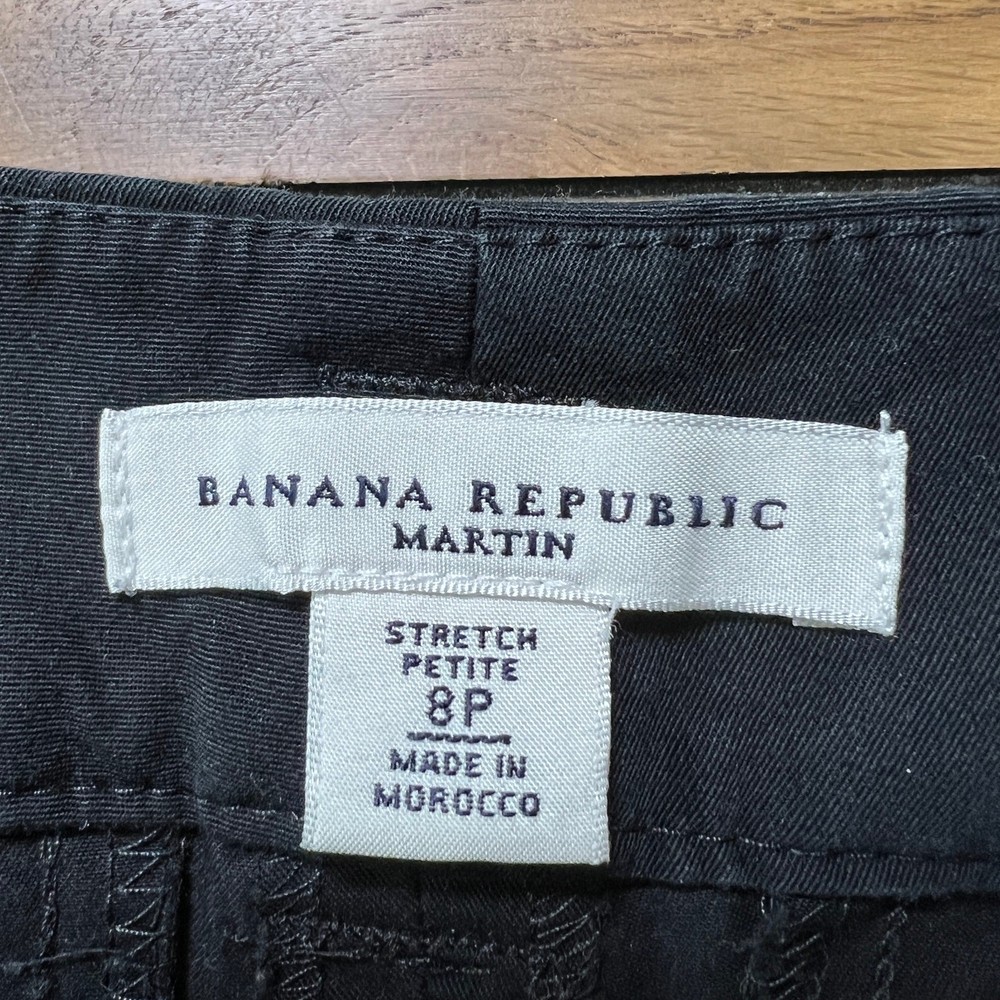 BANANA REPUBLIC
MARTIN
STRETCH
PETITE
8P
MADE IN
MOROCCO